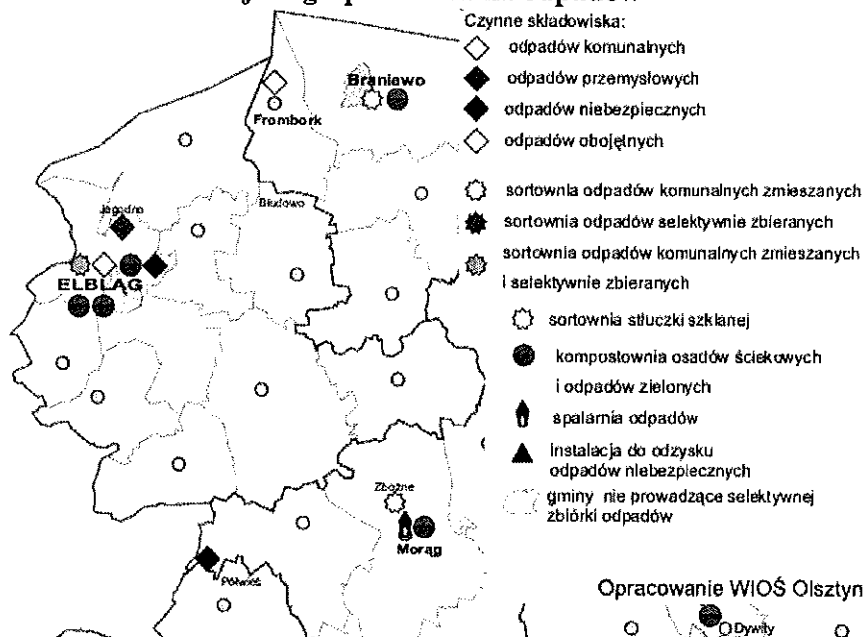 Czynne składowiska:
odpadów komunalnych
odpadów przemysłowych
odpadów niebezpiecznych
odpadów obojętnych
sortownia odpadów komunalnych zmieszanych
sortownia odpadów selektywnie zbieranych
sortownia odpadów komunalnych zmieszanych
i selektywnie zbieranych
sortownia stłuczki szklanej
kompostownia osadów ściekowych
i odpadów zielonych
spalarnia odpadów
instalacja do odzysku
odpadów niebezpiecznych
gminy nie prowadzące selektywnej
zbiórki odpadów
Braniewo
Frombork
Jagodno
Błudowo
ELBLĄG
Zbożne
Morąg
Półwieś
Opracowanie WIOŚ Olsztyn
Dywity